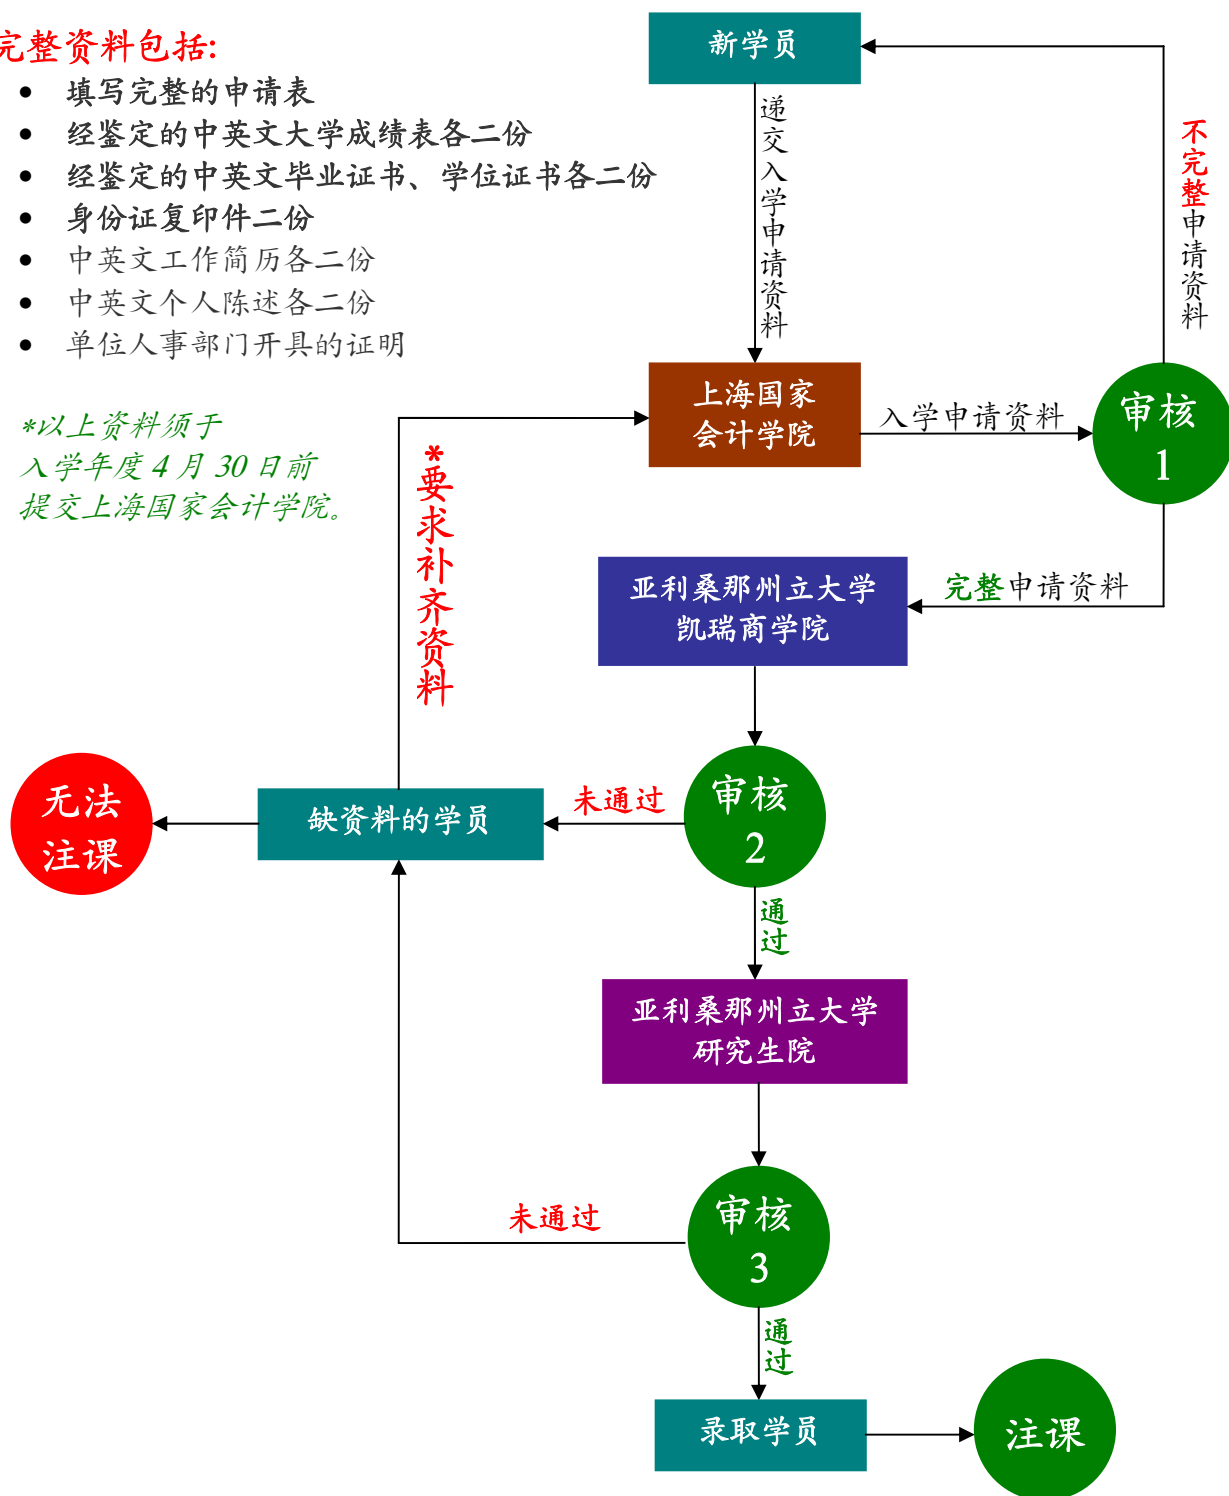 完整资料包括:
• 填写完整的申请表
• 经鉴定的中英文大学成绩表各二份
• 经鉴定的中英文毕业证书、学位证书各二份
• 身份证复印件二份
• 中英文工作简历各二份
• 中英文个人陈述各二份
• 单位人事部门开具的证明
*以上资料须于
入学年度 4 月 30 日前
提交上海国家会计学院。
新学员
递交入学申请资料
不完整申请资料
上海国家
会计学院
入学申请资料
审核
1
*要求补齐资料
亚利桑那州立大学
凯瑞商学院
完整申请资料
无法
注课
缺资料的学员
未通过
审核
2
通过
亚利桑那州立大学
研究生院
未通过
审核
3
通过
录取学员
注课